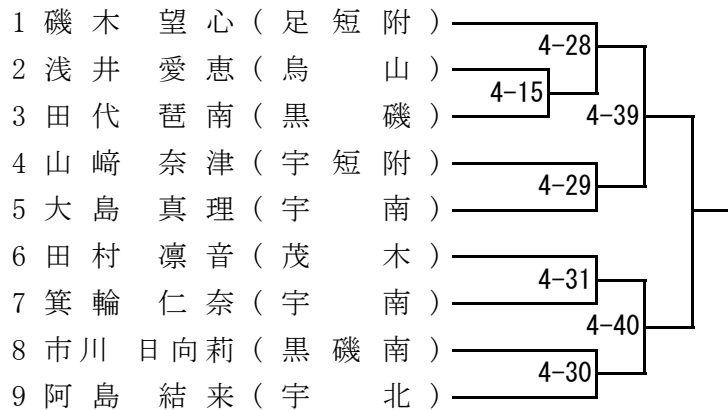 1 磯木 望心(足短附)
4-28
2 浅井 愛恵(烏山)
4-15
3 田代 琶南(黒磯)
4-39
4 山﨑 奈津(宇短附)
4-29
5 大島 真理(宇南)
6 田村 凛音(茂木)
4-31
7 箕輪 仁奈(宇南)
4-40
8 市川 日向莉(黒磯南)
4-30
9 阿島 結来(宇北)